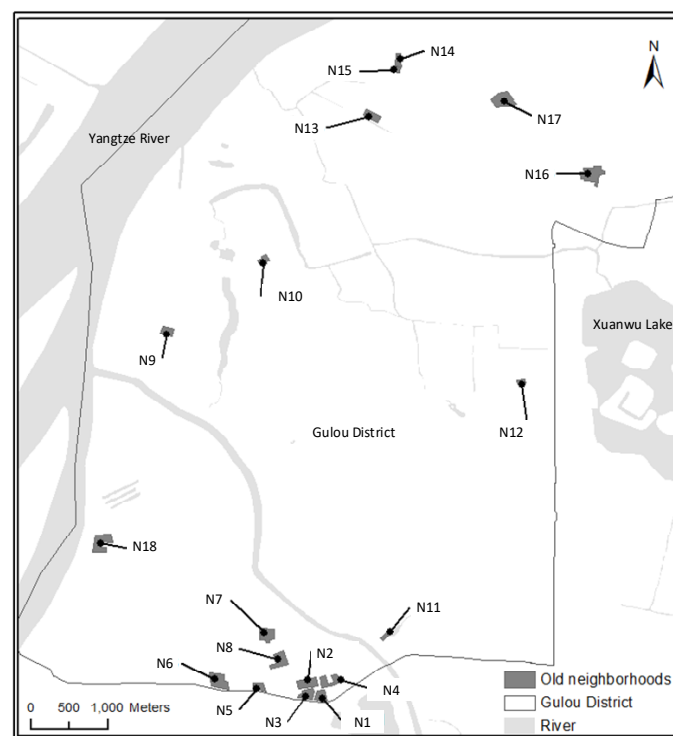 N14
N
N15
N17
N13
Yangtze River
N16
N10
Xuanwu Lake
N9
Gulou District
N12
N18
N11
N7
N8
N2
N6
N4
N5
N3
N1
Old neighborhoods
Gulou District
River
0 500 1,000 Meters